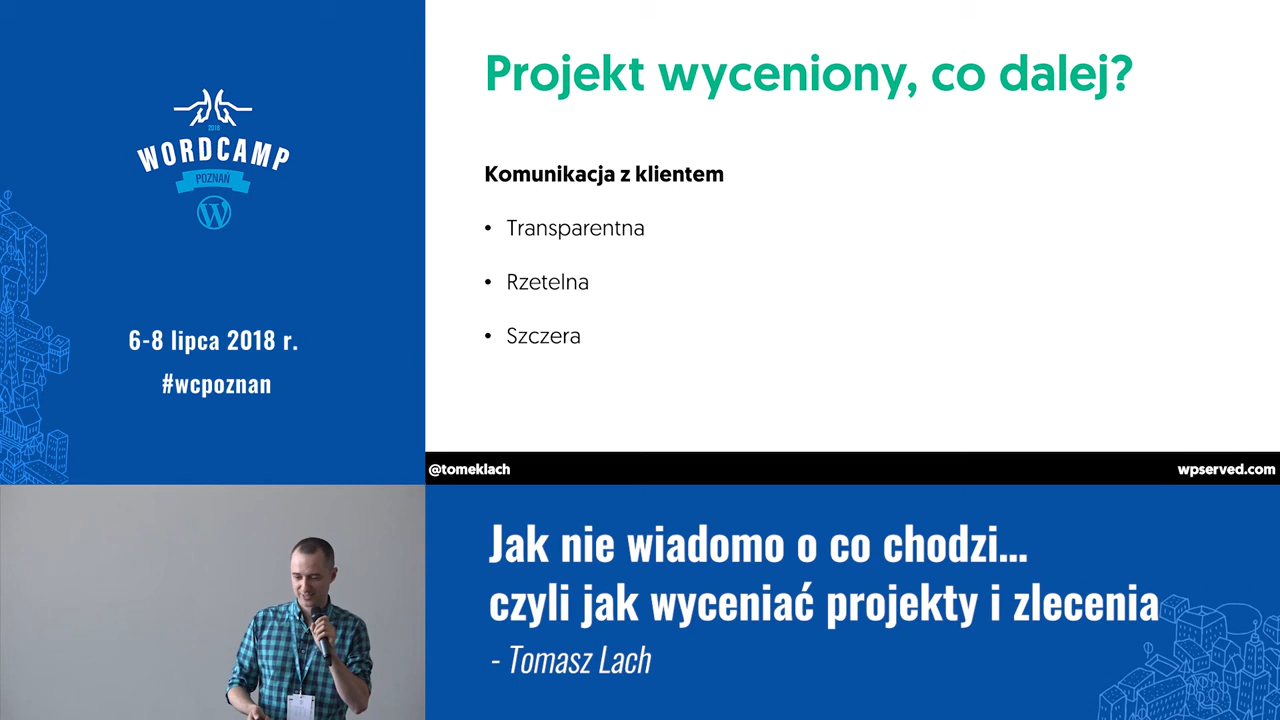 2018
WORDCAMP
POZNAŃ
6-8 lipca 2018 r.
#wcpoznan
Projekt wyceniony, co dalej?
Komunikacja z klientem
• Transparentna
• Rzetelna
• Szczera
@tomeklach
wpserved.com
Jak nie wiadomo o co chodzi...
czyli jak wyceniać projekty i zlecenia
- Tomasz Lach